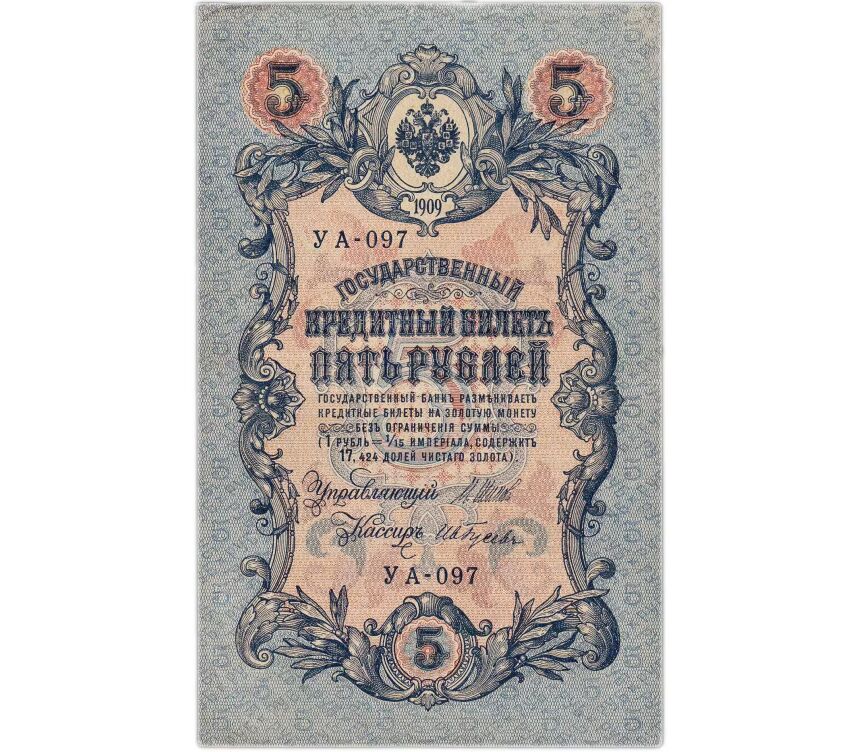 5 5
1909
УА-097
ГОСУДАРСТВЕННЫЙ
КРЕДИТНЫЙ БИЛЕТЪ
ПЯТЬ РУБЛЕЙ
ГОСУДАРСТВЕННЫЙ БАНКЪ РАЗМѢНИВАЕТЪ
КРЕДИТНЫЕ БИЛЕТЫ НА ЗОЛОТУЮ МОНЕТУ
БЕЗЪ ОГРАНИЧЕНІЯ СУММЫ
(1 РУБЛЬ = 1/15 ИМПЕРІАЛА, СОДЕРЖИТЪ
17,424 ДОЛЕЙ ЧИСТАГО ЗОЛОТА).
Управляющій
Кассиръ
УА-097
5